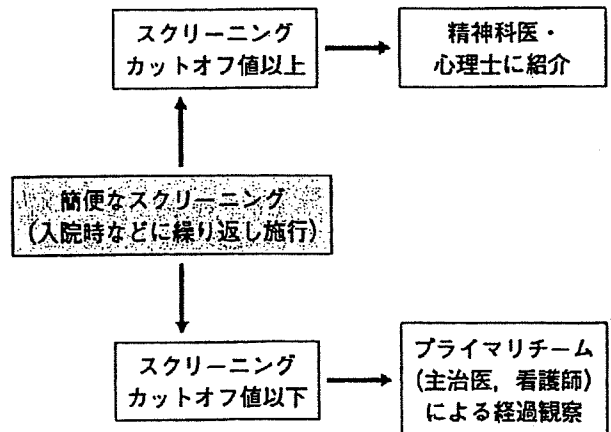 スクリーニング
カットオフ値以上
精神科医・
心理士に紹介
簡便なスクリーニング
(入院時などに繰り返し施行)
スクリーニング
カットオフ値以下
プライマリチーム
(主治医，看護師)
による経過観察